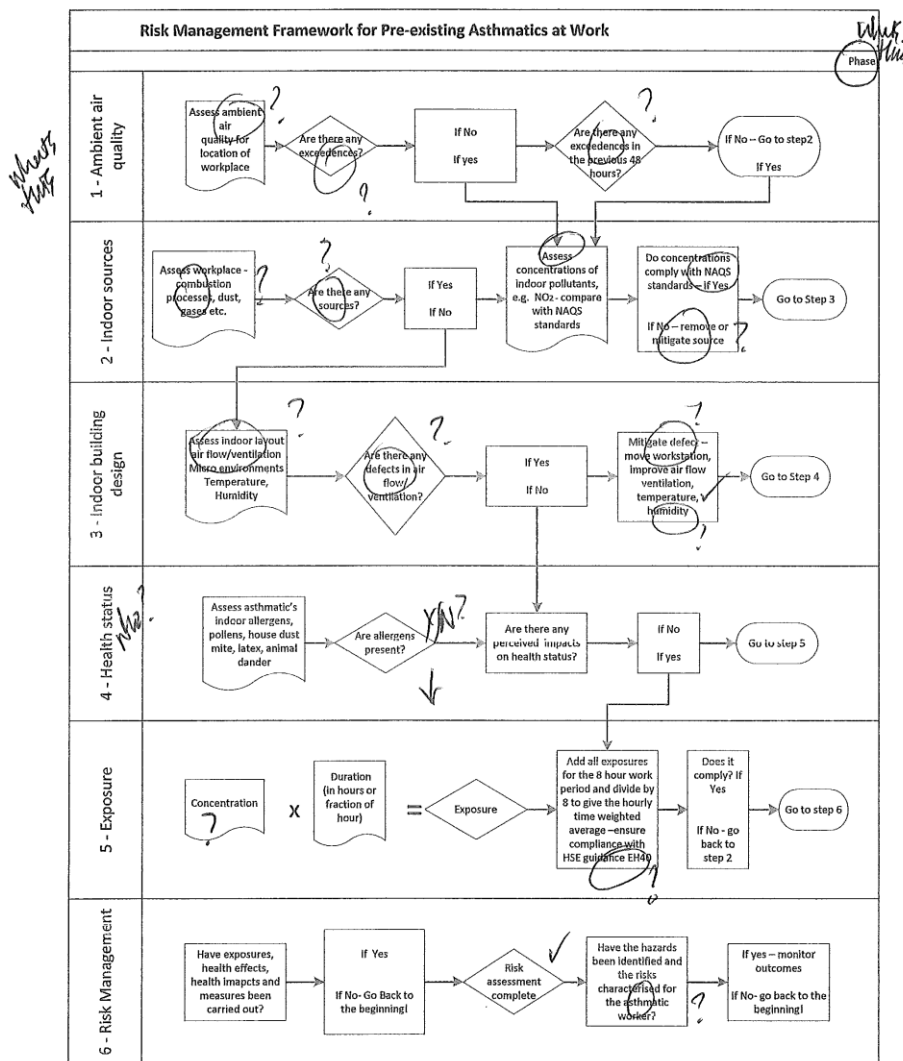 Risk Management Framework for Pre-existing Asthmatics at Work
Phase
1 - Ambient air
quality
Assess ambient
air
quality for
location of
workplace
?
Are there any
exceedences?
?
If No
If yes
?
Are there any
exceedences in
the previous 48
hours?
If No – Go to step2
If Yes
2 - Indoor sources
Assess workplace -
combustion
processes, dust,
gases etc.
?
?
Are there any
sources?
If Yes
If No
Assess
concentrations of
indoor pollutants,
e.g. NO2 - compare
with NAQS
standards
Do concentrations
comply with NAQS
standards – if Yes
If No – remove or
mitigate source
?
Go to Step 3
3 - Indoor building
design
Assess indoor layout
air flow/ventilation
Micro environments
Temperature,
Humidity
?
?
Are there any
defects in air
flow/
ventilation?
If Yes
If No
?
Mitigate defect –
move workstation,
improve air flow
ventilation,
temperature,
humidity
?
Go to Step 4
4 - Health status
Assess asthmatic's
indoor allergens,
pollens, house dust
mite, latex, animal
dander
Are allergens
present?
Y/N?
Are there any
perceived impacts
on health status?
If No
If yes
Go to step 5
5 - Exposure
Concentration
?
x
Duration
(in hours or
fraction of
hour)
=
Exposure
Add all exposures
for the 8 hour work
period and divide by
8 to give the hourly
time weighted
average –ensure
compliance with
HSE guidance EH40
?
Does it
comply? If
Yes
If No - go
back to
step 2
Go to step 6
6 - Risk Management
Have exposures,
health effects,
health imapcts and
measures been
carried out?
If Yes
If No- Go Back to
the beginning!
Risk
assessment
complete
Have the hazards
been identified and
the risks
characterised for
the asthmatic
worker?
?
If yes – monitor
outcomes
If No- go back to the
beginning!